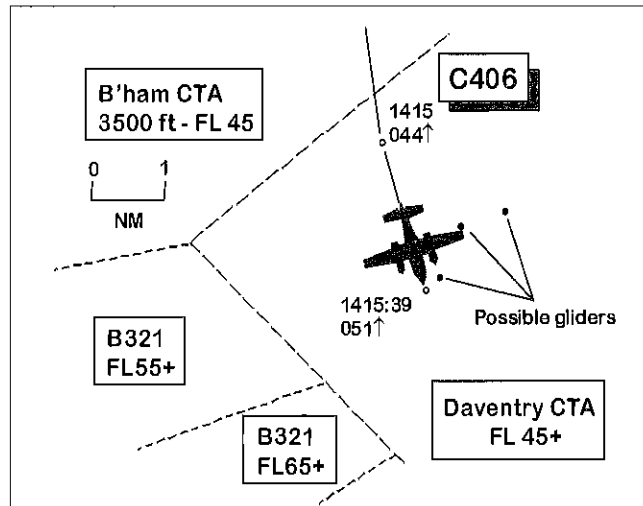 C406
B'ham CTA
3500 ft - FL 45
1415
044↑
0 1
NM
1415:39
051↑
Possible gliders
B321
FL55+
Daventry CTA
FL 45+
B321
FL65+